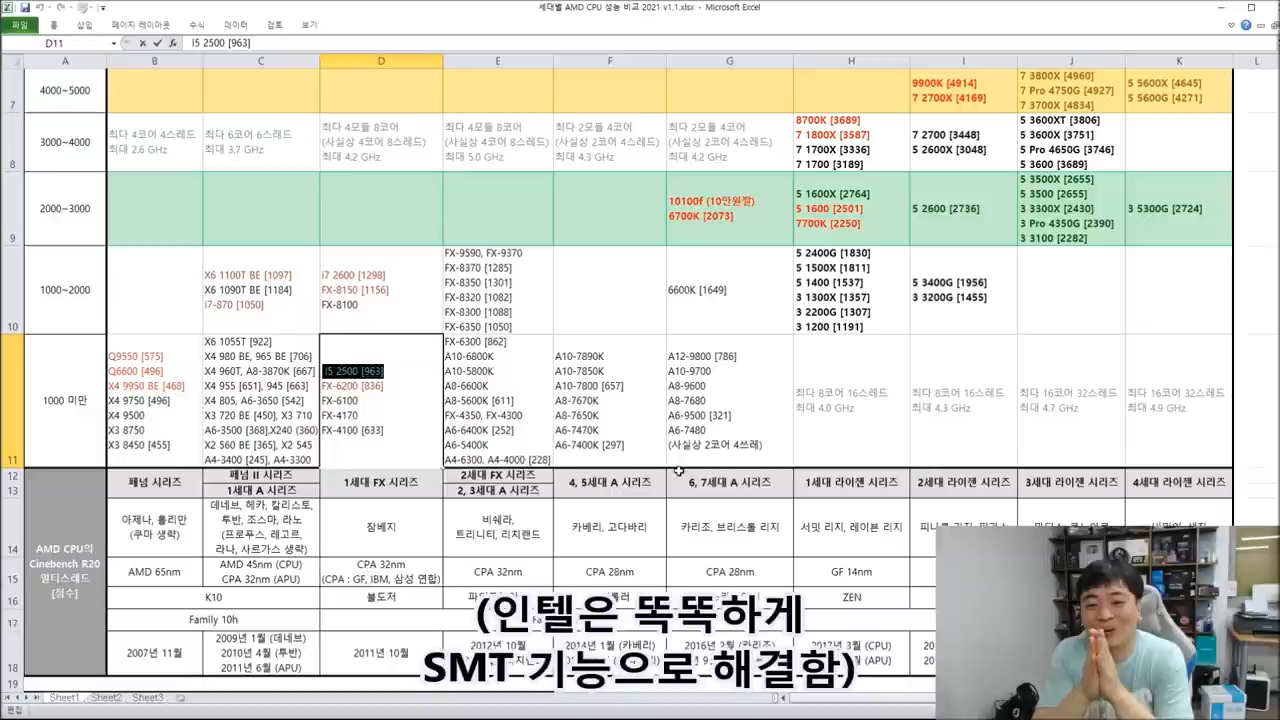 세대별 AMD CPU 성능 비교 2021 v1.1.xlsx - Microsoft Excel
파일 홈 삽입 페이지 레이아웃 수식 데이터 검토 보기
D11 fx i5 2500 [963]
A B C D E F G H I J K L
7
4000~5000
9900K [4914]
7 2700X [4169]
7 3800X [4960]
7 Pro 4750G [4927]
7 3700X [4834]
5 5600X [4645]
5 5600G [4271]
8
3000~4000
최다 4코어 4스레드
최대 2.6 GHz
최다 6코어 6스레드
최대 3.7 GHz
최다 4모듈 8코어
(사실상 4코어 8스레드)
최대 4.2 GHz
최다 4모듈 8코어
(사실상 4코어 8스레드)
최대 5.0 GHz
최다 2모듈 4코어
(사실상 2코어 4스레드)
최대 4.3 GHz
최다 2모듈 4코어
(사실상 2코어 4스레드)
최대 4.2 GHz
8700K [3689]
7 1800X [3587]
7 1700X [3336]
7 1700 [3189]
7 2700 [3448]
5 2600X [3048]
5 3600XT [3806]
5 3600X [3751]
5 Pro 4650G [3746]
5 3600 [3689]
9
2000~3000
10100f (10만원짤)
6700K [2073]
5 1600X [2764]
5 1600 [2501]
7700K [2250]
5 2600 [2736]
5 3500X [2655]
5 3500 [2655]
3 3300X [2430]
3 Pro 4350G [2390]
3 3100 [2282]
3 5300G [2724]
10
1000~2000
X6 1100T BE [1097]
X6 1090T BE [1184]
i7-870 [1050]
i7 2600 [1298]
FX-8150 [1156]
FX-8100
FX-9590, FX-9370
FX-8370 [1285]
FX-8350 [1301]
FX-8320 [1082]
FX-8300 [1088]
FX-6350 [1050]
6600K [1649]
5 2400G [1830]
5 1500X [1811]
5 1400 [1537]
3 1300X [1357]
3 2200G [1307]
3 1200 [1191]
5 3400G [1956]
3 3200G [1455]
11
1000 미만
Q9550 [575]
Q6600 [496]
X4 9950 BE [468]
X4 9750 [496]
X4 9500
X3 8750
X3 8450 [455]
X6 1055T [922]
X4 980 BE, 965 BE [706]
X4 960T, A8-3870K [667]
X4 955 [651], 945 [663]
X4 805, A6-3650 [542]
X3 720 BE [450], X3 710
A6-3500 [368],X240 [360]
X2 560 BE [365], X2 545
A4-3400 [245], A4-3300
i5 2500 [963]
FX-6200 [836]
FX-6100
FX-4170
FX-4100 [633]
FX-6300 [862]
A10-6800K
A10-5800K
A8-6600K
A8-5600K [611]
FX-4350, FX-4300
A6-6400K [252]
A6-5400K
A4-6300, A4-4000 [228]
A10-7890K
A10-7850K
A10-7800 [657]
A8-7670K
A8-7650K
A6-7470K
A6-7400K [297]
A12-9800 [786]
A10-9700
A8-9600
A8-7680
A6-9500 [321]
A6-7480
(사실상 2코어 4쓰레)
최다 8코어 16스레드
최대 4.0 GHz
최다 8코어 16스레드
최대 4.3 GHz
최다 16코어 32스레드
최대 4.7 GHz
최다 16코어 32스레드
최대 4.9 GHz
12
13
페넘 시리즈
페넘 II 시리즈
1세대 A 시리즈
1세대 FX 시리즈
2세대 FX 시리즈
2, 3세대 A 시리즈
4, 5세대 A 시리즈
6, 7세대 A 시리즈
1세대 라이젠 시리즈
2세대 라이젠 시리즈
3세대 라이젠 시리즈
4세대 라이젠 시리즈
14
AMD CPU의
Cinebench R20
멀티스레드
[점수]
아제나, 톨리만
(쿠마 생략)
데네브, 헤카, 칼리스토,
투반, 조스마, 라노
(프로푸스, 레고르,
라나, 사르가스 생략)
잠베지
비쉐라,
트리니티, 리치랜드
카베리, 고다바리
카리조, 브리스톨 리지
서밋 리지, 레이븐 리지
15
AMD 65nm
AMD 45nm (CPU)
CPA 32nm (APU)
CPA 32nm
(CPA : GF, IBM, 삼성 연합)
CPA 32nm
CPA 28nm
CPA 28nm
GF 14nm
16
K10
불도저
ZEN
17
Family 10h
18
2007년 11월
2009년 1월 (데네브)
2010년 4월 (투반)
2011년 6월 (APU)
2011년 10월
19
(인텔은 똑똑하게
SMT 기능으로 해결함)
Sheet1 Sheet2 Sheet3
편집